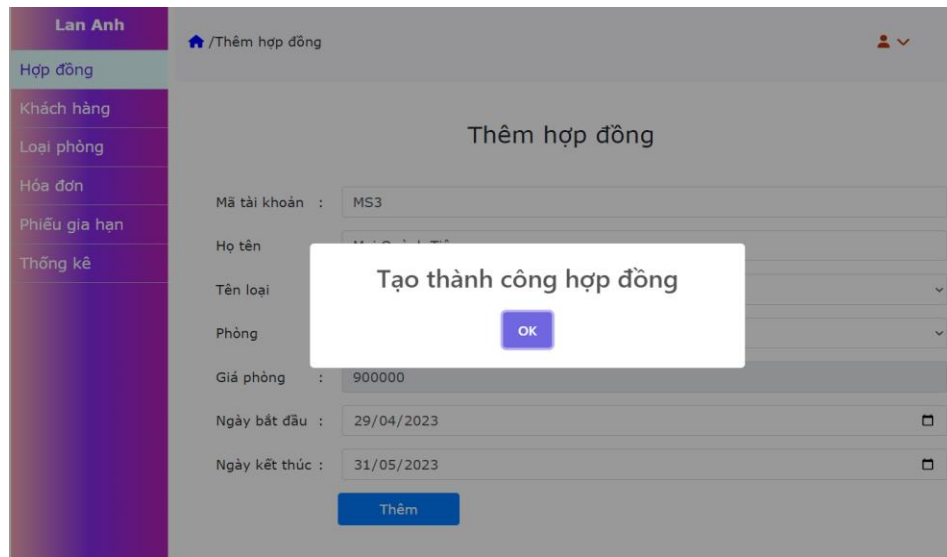 Lan Anh
/Thêm hợp đồng
Hợp đồng
Khách hàng
Loại phòng
Hóa đơn
Phiếu gia hạn
Thống kê
Thêm hợp đồng
Mã tài khoản : MS3
Họ tên
Tên loại
Phòng
Tạo thành công hợp đồng
OK
Giá phòng : 900000
Ngày bắt đầu : 29/04/2023
Ngày kết thúc : 31/05/2023
Thêm